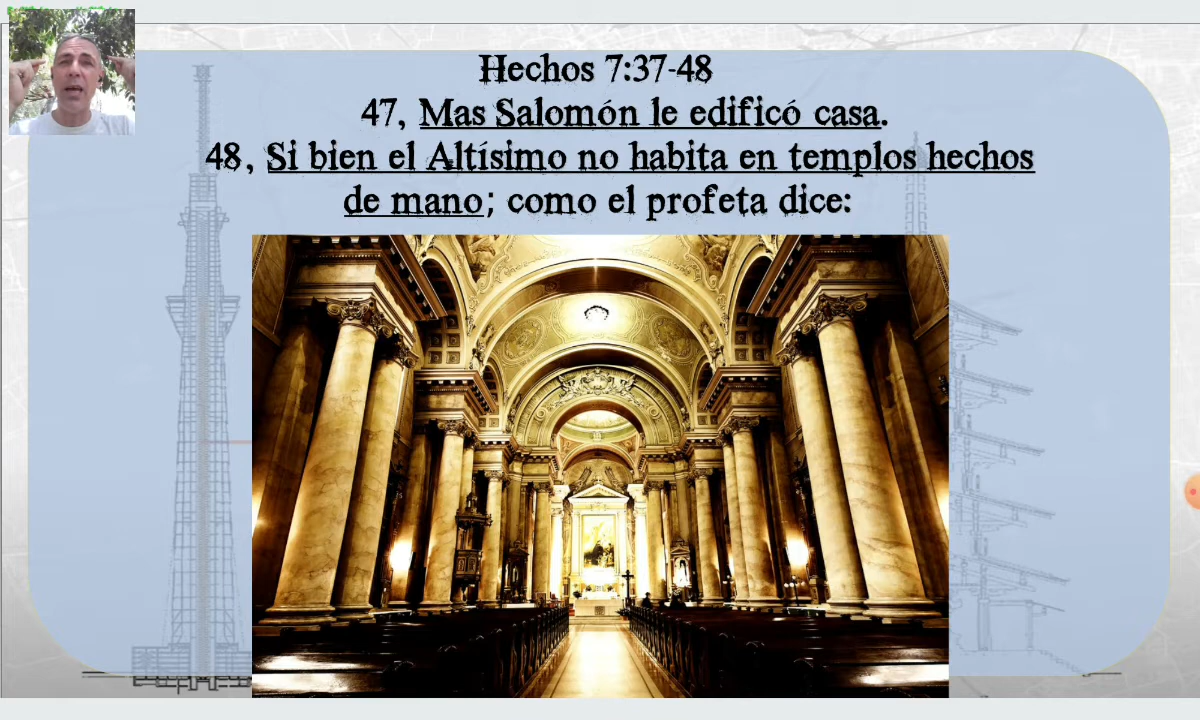 Hechos 7:37-48
47, Mas Salomón le edificó casa.
48, Si bien el Altísimo no habita en templos hechos
de mano; como el profeta dice: